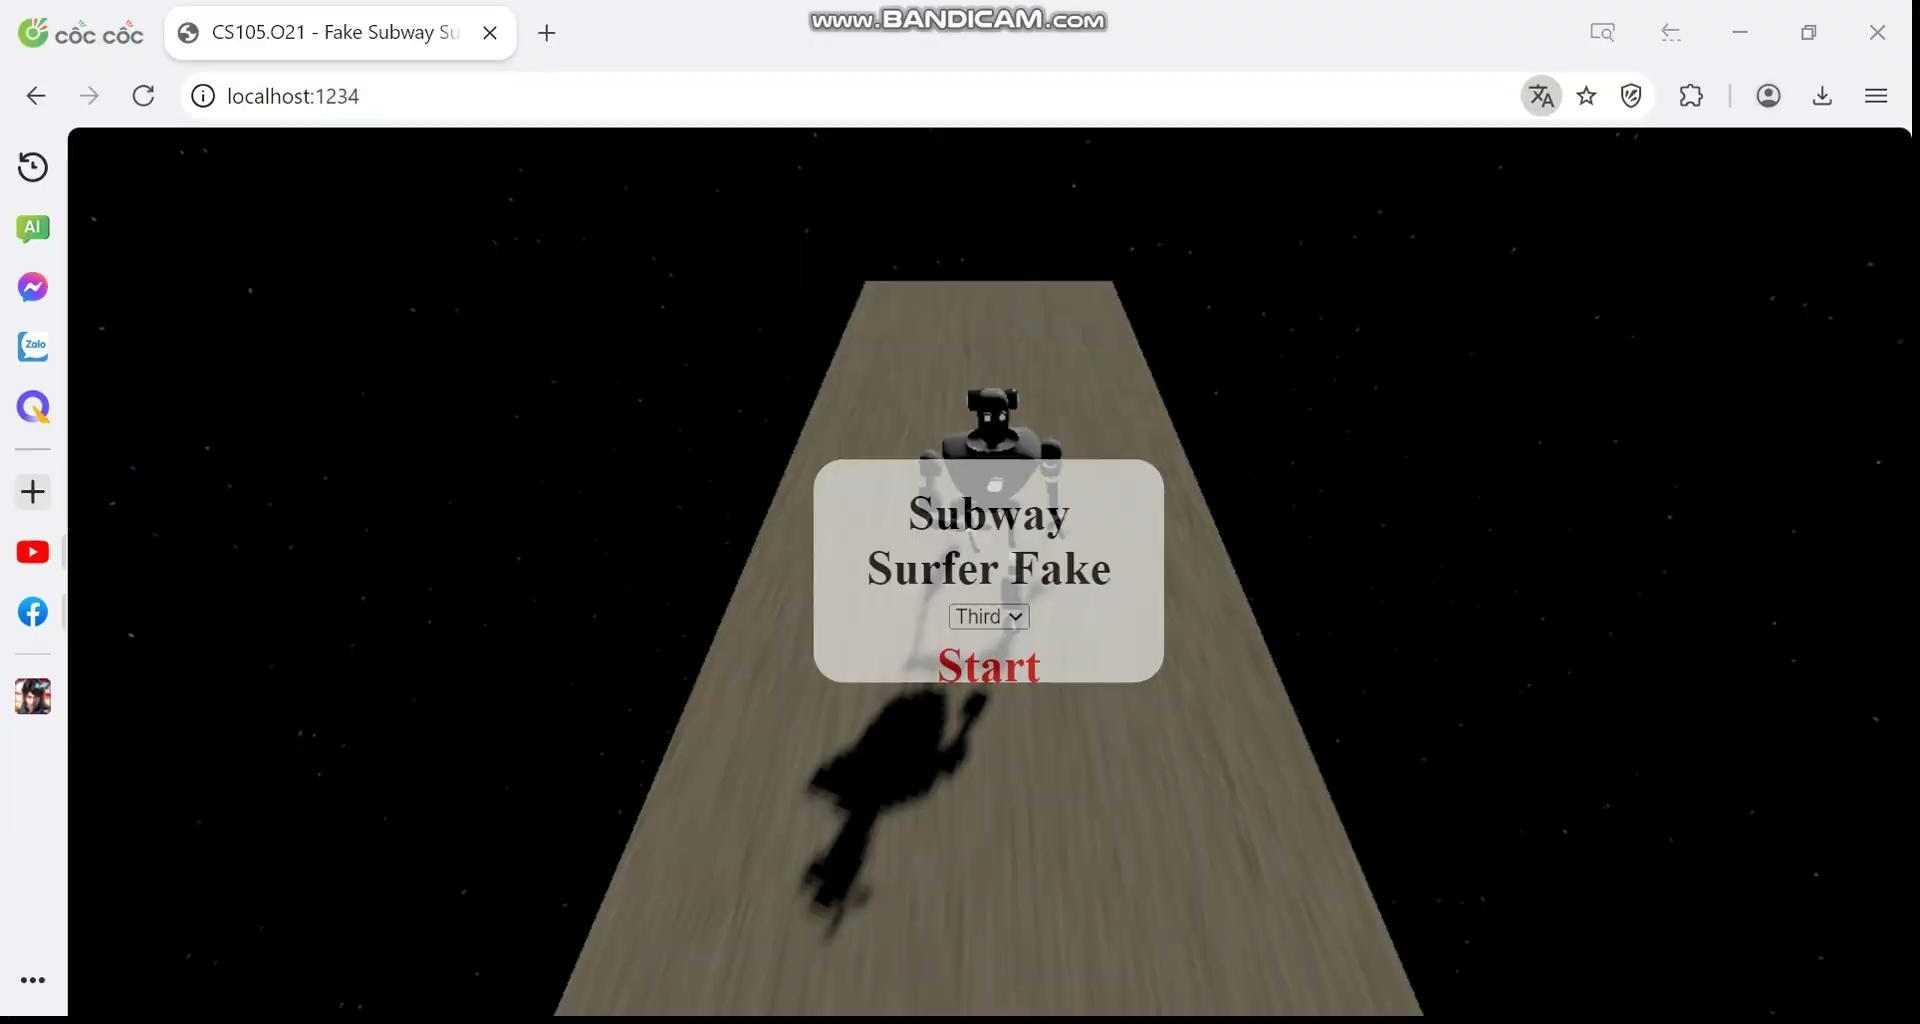 www.BANDICAM.com
cốc cốc
CS105.O21 - Fake Subway Su
localhost:1234
AI
Zalo
Subway
Surfer Fake
Third
Start